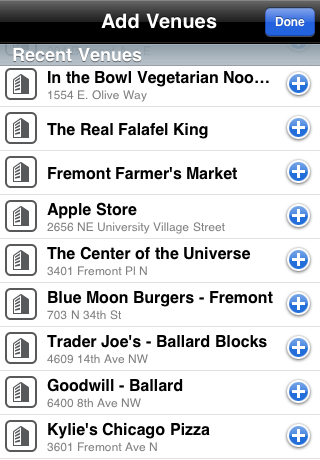 Add Venues
Done
Recent Venues
In the Bowl Vegetarian Noo...
1554 E. Olive Way
The Real Falafel King
Fremont Farmer's Market
Apple Store
2656 NE University Village Street
The Center of the Universe
3401 Fremont Pl N
Blue Moon Burgers - Fremont
703 N 34th St
Trader Joe's - Ballard Blocks
4609 14th Ave NW
Goodwill - Ballard
6400 8th Ave NW
Kylie's Chicago Pizza
3601 Fremont Ave N